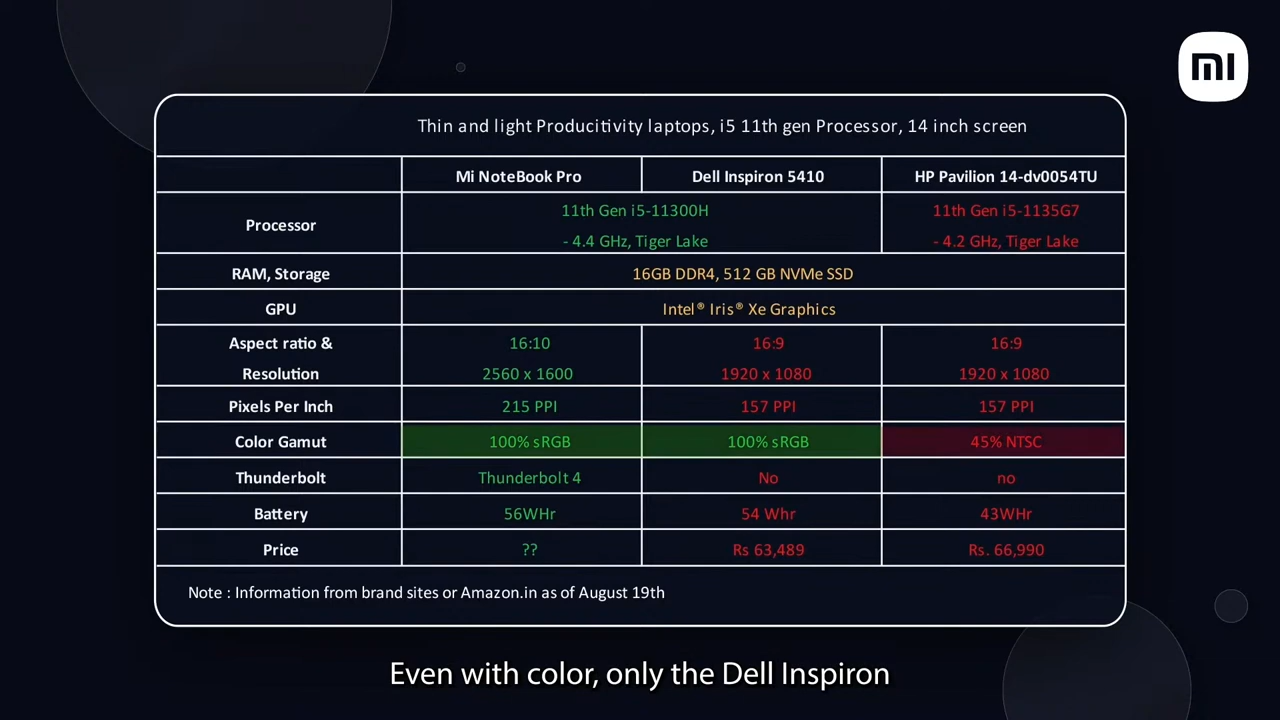 mi
Thin and light Producitivity laptops, i5 11th gen Processor, 14 inch screen
Mi NoteBook Pro Dell Inspiron 5410 HP Pavilion 14-dv0054TU
Processor 11th Gen i5-11300H - 4.4 GHz, Tiger Lake 11th Gen i5-1135G7 - 4.2 GHz, Tiger Lake
RAM, Storage 16GB DDR4, 512 GB NVMe SSD
GPU Intel® Iris® Xe Graphics
Aspect ratio & 16:10 16:9 16:9
Resolution 2560 x 1600 1920 x 1080 1920 x 1080
Pixels Per Inch 215 PPI 157 PPI 157 PPI
Color Gamut 100% sRGB 100% sRGB 45% NTSC
Thunderbolt Thunderbolt 4 No no
Battery 56WHr 54 Whr 43WHr
Price ?? Rs 63,489 Rs. 66,990
Note : Information from brand sites or Amazon.in as of August 19th
Even with color, only the Dell Inspiron